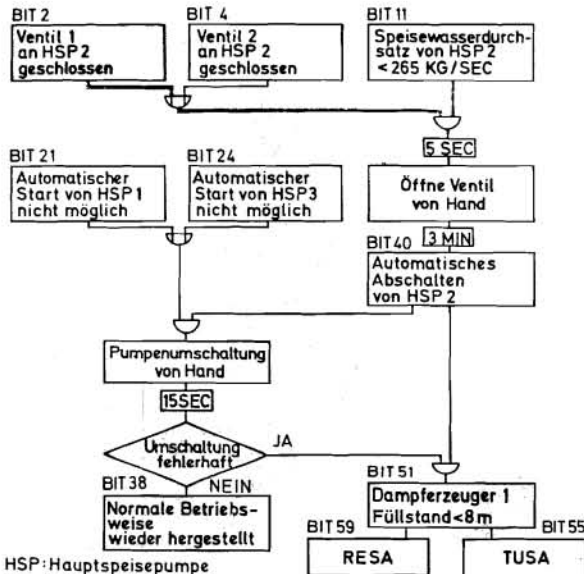 BIT 2
Ventil 1
an HSP 2
geschlossen
BIT 4
Ventil 2
an HSP 2
geschlossen
BIT 11
Speisewasserdurch-
satz von HSP 2
<265 KG/SEC
5 SEC
BIT 21
Automatischer
Start von HSP 1
nicht möglich
BIT 24
Automatischer
Start von HSP3
nicht möglich
Öffne Ventil
von Hand
3 MIN
BIT 40
Automatisches
Abschalten
von HSP 2
Pumpenumschaltung
von Hand
15SEC
Umschaltung
fehlerhaft
JA
NEIN
BIT 38
Normale Betriebs-
weise
wieder hergestellt
BIT 51
Dampferzeuger 1
Füllstand<8m
BIT 59
RESA
BIT 55
TUSA
HSP: Hauptspeisepumpe